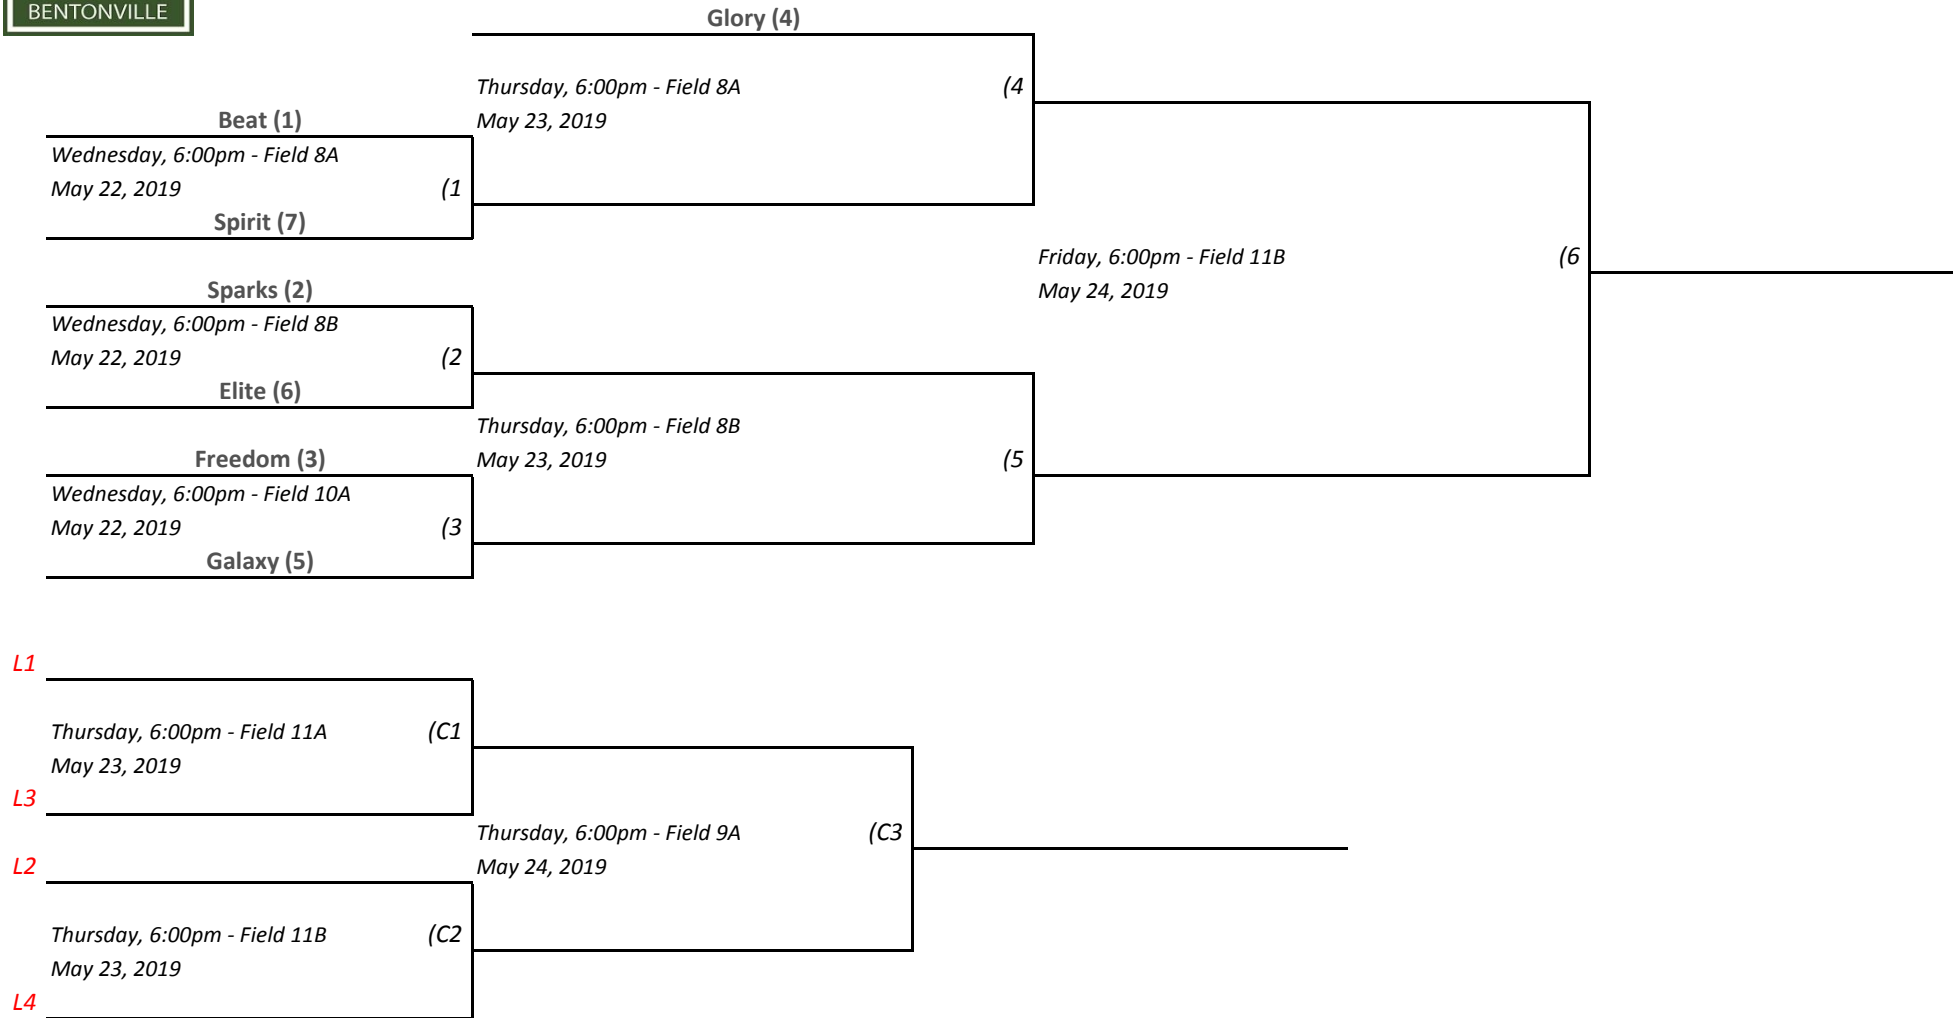 BENTONVILLE
Glory (4)
Thursday, 6:00pm - Field 8A (4
May 23, 2019
Beat (1)
Wednesday, 6:00pm - Field 8A
May 22, 2019 (1
Spirit (7)
Friday, 6:00pm - Field 11B (6
May 24, 2019
Sparks (2)
Wednesday, 6:00pm - Field 8B
May 22, 2019 (2
Elite (6)
Thursday, 6:00pm - Field 8B
May 23, 2019 (5
Freedom (3)
Wednesday, 6:00pm - Field 10A
May 22, 2019 (3
Galaxy (5)
L1
Thursday, 6:00pm - Field 11A (C1
May 23, 2019
L3
Thursday, 6:00pm - Field 9A (C3
May 24, 2019
L2
Thursday, 6:00pm - Field 11B (C2
May 23, 2019
L4